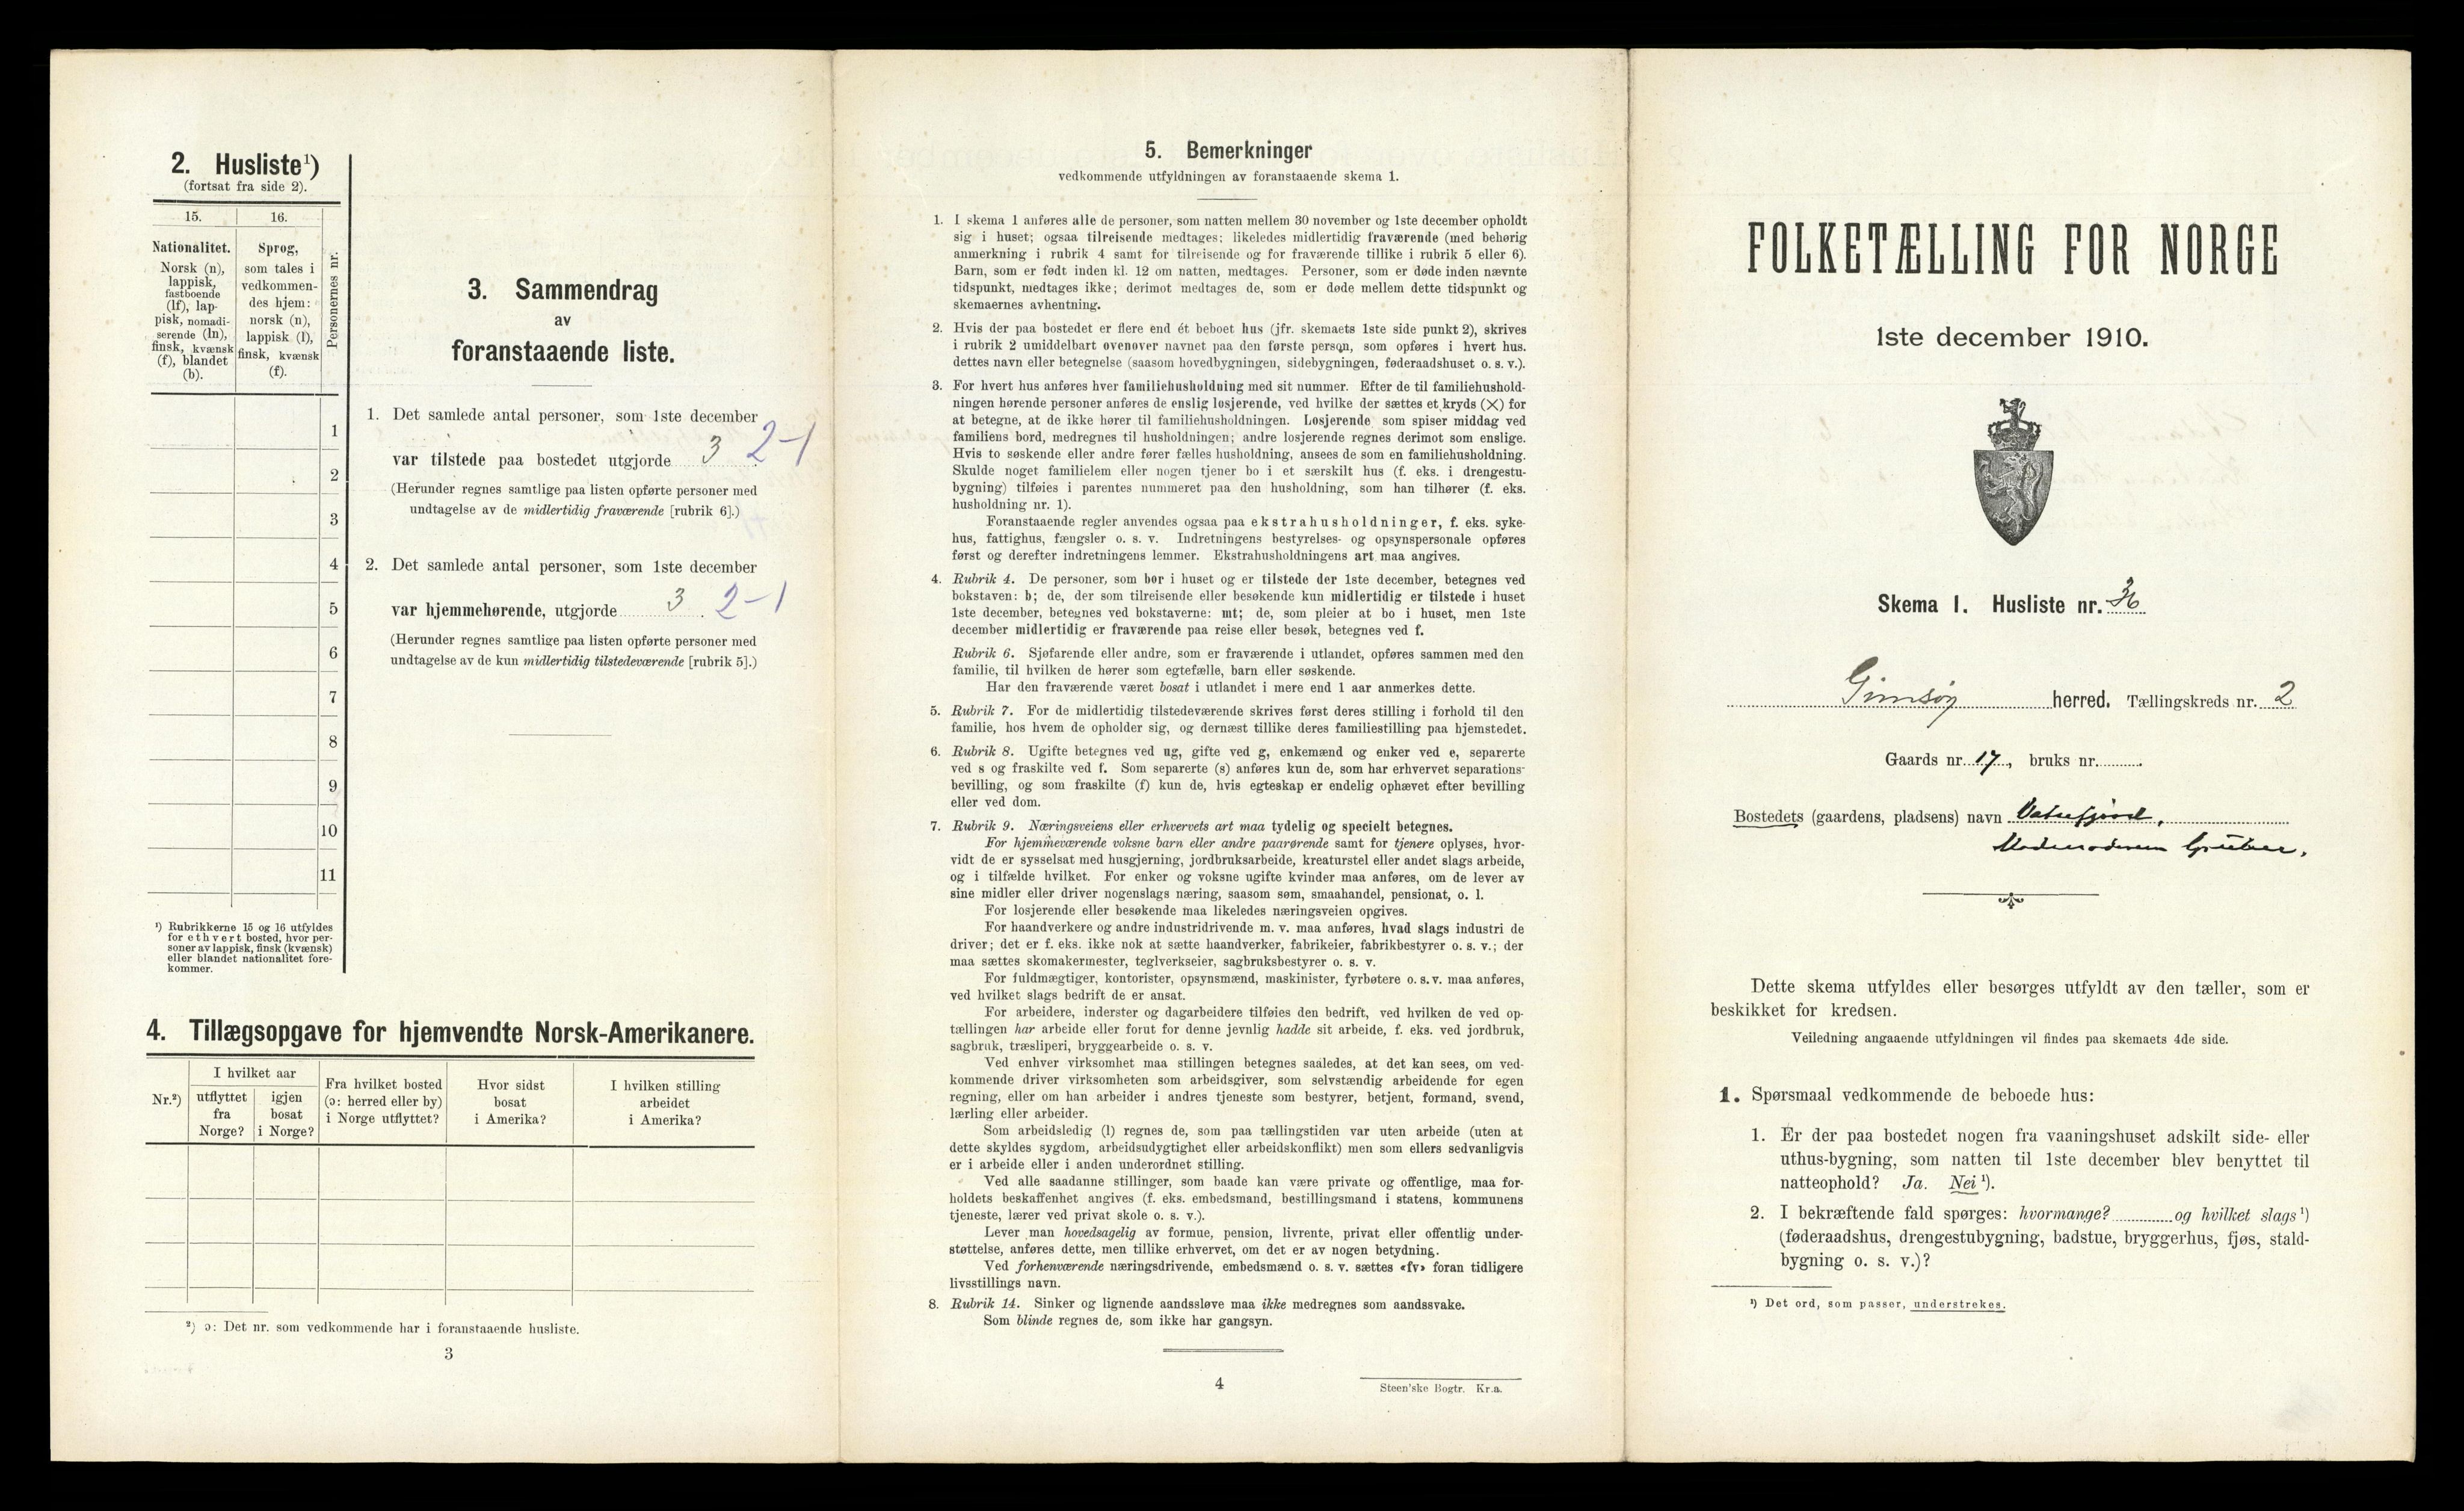 2. Husliste¹)
(fortsat fra side 2).
15.
16.
Nationalitet.
Norsk (n),
lappisk,
fastboende
(lf), lap-
pisk, nomadi-
serende (ln),
finsk, kvænsk
(f), blandet
(b).
Sprog,
som tales i
vedkommen-
des hjem:
norsk (n),
lappisk (l),
finsk, kvænsk
(f).
Personernes nr.
1
2
3
4
5
6
7
8
9
10
11
¹) Rubrikkerne 15 og 16 utfyldes
for ethvert bosted, hvor per-
soner av lappisk, finsk (kvænsk)
eller blandet nationalitet fore-
kommer.
3. Sammendrag
av
foranstaaende liste.
1. Det samlede antal personer, som 1ste december
var tilstede paa bostedet utgjorde 3 2-1
(Herunder regnes samtlige paa listen opførte personer med
undtagelse av de midlertidig fraværende [rubrik 6].)
2. Det samlede antal personer, som 1ste december
var hjemmehørende, utgjorde 3. 2-1
(Herunder regnes samtlige paa listen opførte personer med
undtagelse av de kun midlertidig tilstedeværende [rubrik 5].)
4. Tillægsopgave for hjemvendte Norsk-Amerikanere.
Nr.²)
I hvilket aar
utflyttet
fra
Norge?
igjen
bosat
i Norge?
Fra hvilket bosted
(ɔ: herred eller by)
i Norge utflyttet?
Hvor sidst
bosat
i Amerika?
I hvilken stilling
arbeidet
i Amerika?
²) ɔ: Det nr. som vedkommende har i foranstaaende husliste.
3
5. Bemerkninger
vedkommende utfyldningen av foranstaaende skema 1.
1. I skema 1 anføres alle de personer, som natten mellem 30 november og 1ste december opholdt
sig i huset; ogsaa tilreisende medtages; likeledes midlertidig fraværende (med behørig
anmerkning i rubrik 4 samt for tilreisende og for fraværende tillike i rubrik 5 eller 6).
Barn, som er født inden kl. 12 om natten, medtages. Personer, som er døde inden nævnte
tidspunkt, medtages ikke; derimot medtages de, som er døde mellem dette tidspunkt og
skemaernes avhentning.
2. Hvis der paa bostedet er flere end ét beboet hus (jfr. skemaets 1ste side punkt 2), skrives
i rubrik 2 umiddelbart ovenover navnet paa den første person, som opføres i hvert hus.
dettes navn eller betegnelse (saasom hovedbygningen, sidebygningen, føderaadshuset o. s. v.).
3. For hvert hus anføres hver familiehusholdning med sit nummer. Efter de til familiehushold-
ningen hørende personer anføres de enslig losjerende, ved hvilke der sættes et kryds (×) for
at betegne, at de ikke hører til familiehusholdningen. Losjerende som spiser middag ved
familiens bord, medregnes til husholdningen; andre losjerende regnes derimot som enslige.
Hvis to søskende eller andre fører fælles husholdning, ansees de som en familiehusholdning.
Skulde noget familielem eller nogen tjener bo i et særskilt hus (f. eks. i drengestu-
bygning) tilføies i parentes nummeret paa den husholdning, som han tilhører (f. eks.
husholdning nr. 1).
Foranstaaende regler anvendes ogsaa paa ekstrahusholdninger, f. eks. syke-
hus, fattighus, fængsler o. s. v. Indretningens bestyrelses- og opsynspersonale opføres
først og derefter indretningens lemmer. Ekstrahusholdningens art maa angives.
4. Rubrik 4. De personer, som bor i huset og er tilstede der 1ste december, betegnes ved
bokstaven: b; de, der som tilreisende eller besøkende kun midlertidig er tilstede i huset
1ste december, betegnes ved bokstaverne: mt; de, som pleier at bo i huset, men 1ste
december midlertidig er fraværende paa reise eller besøk, betegnes ved f.
Rubrik 6. Sjøfarende eller andre, som er fraværende i utlandet, opføres sammen med den
familie, til hvilken de hører som egtefælle, barn eller søskende.
Har den fraværende været bosat i utlandet i mere end 1 aar anmerkes dette.
5. Rubrik 7. For de midlertidig tilstedeværende skrives først deres stilling i forhold til den
familie, hos hvem de opholder sig, og dernæst tillike deres familiestilling paa hjemstedet.
6. Rubrik 8. Ugifte betegnes ved ug, gifte ved g, enkemænd og enker ved e, separerte
ved s og fraskilte ved f. Som separerte (s) anføres kun de, som har erhvervet separations-
bevilling, og som fraskilte (f) kun de, hvis egteskap er endelig ophævet efter bevilling
eller ved dom.
7. Rubrik 9. Næringsveiens eller erhvervets art maa tydelig og specielt betegnes.
For hjemmeværende voksne barn eller andre paarørende samt for tjenere oplyses, hvor-
vidt de er sysselsat med husgjerning, jordbruksarbeide, kreaturstel eller andet slags arbeide,
og i tilfælde hvilket. For enker og voksne ugifte kvinder maa anføres, om de lever av
sine midler eller driver nogenslags næring, saasom søm, smaahandel, pensionat, o. l.
For losjerende eller besøkende maa likeledes næringsveien opgives.
For haandverkere og andre industridrivende m. v. maa anføres, hvad slags industri de
driver; det er f. eks. ikke nok at sætte haandverker, fabrikeier, fabrikbestyrer o. s. v.; der
maa sættes skomakermester, teglverkseier, sagbruksbestyrer o. s. v.
For fuldmægtiger, kontorister, opsynsmænd, maskinister, fyrbøtere o. s. v. maa anføres,
ved hvilket slags bedrift de er ansat.
For arbeidere, inderster og dagarbeidere tilføies den bedrift, ved hvilken de ved op-
tællingen har arbeide eller forut for denne jevnlig hadde sit arbeide, f. eks. ved jordbruk,
sagbruk, træsliperi, bryggearbeide o. s. v.
Ved enhver virksomhet maa stillingen betegnes saaledes, at det kan sees, om ved-
kommende driver virksomheten som arbeidsgiver, som selvstændig arbeidende for egen
regning, eller om han arbeider i andres tjeneste som bestyrer, betjent, formand, svend,
lærling eller arbeider.
Som arbeidsledig (l) regnes de, som paa tællingstiden var uten arbeide (uten at
dette skyldes sygdom, arbeidsudygtighet eller arbeidskonflikt) men som ellers sedvanligvis
er i arbeide eller i anden underordnet stilling.
Ved alle saadanne stillinger, som baade kan være private og offentlige, maa for-
holdets beskaffenhet angives (f. eks. embedsmand, bestillingsmand i statens, kommunens
tjeneste, lærer ved privat skole o. s. v.).
Lever man hovedsagelig av formue, pension, livrente, privat eller offentlig under-
støttelse, anføres dette, men tillike erhvervet, om det er av nogen betydning.
Ved forhenværende næringsdrivende, embedsmænd o. s. v. sættes «fv» foran tidligere
livsstillings navn.
8. Rubrik 14. Sinker og lignende aandssløve maa ikke medregnes som aandssvake.
Som blinde regnes de, som ikke har gangsyn.
4
Steen'ske Bogtr. Kr.a.
FOLKETÆLLING FOR NORGE
1ste december 1910.
Skema 1. Husliste nr. 36
Gimsøy herred. Tællingskreds nr. 2
Gaards nr. 17, bruks nr.
Bostedets (gaardens, pladsens) navn Vatnfjord,
Dette skema utfyldes eller besørges utfyldt av den tæller, som er
beskikket for kredsen.
Veiledning angaaende utfyldningen vil findes paa skemaets 4de side.
1. Spørsmaal vedkommende de beboede hus:
1. Er der paa bostedet nogen fra vaaningshuset adskilt side- eller
uthus-bygning, som natten til 1ste december blev benyttet til
natteophold? Ja. Nei¹).
2. I bekræftende fald spørges: hvormange? og hvilket slags¹)
(føderaadshus, drengestubygning, badstue, bryggerhus, fjøs, stald-
bygning o. s. v.)?
¹) Det ord, som passer, understrekes.